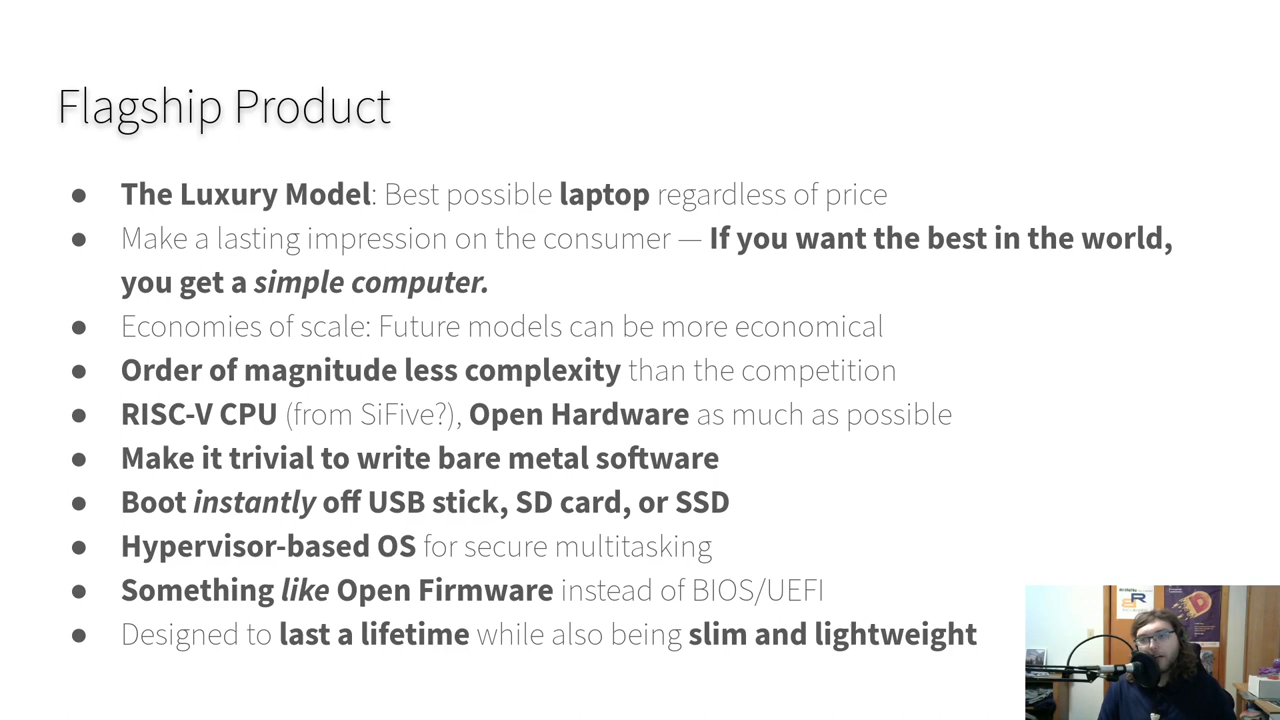 Flagship Product
● The Luxury Model: Best possible laptop regardless of price
● Make a lasting impression on the consumer — If you want the best in the world,
you get a simple computer.
● Economies of scale: Future models can be more economical
● Order of magnitude less complexity than the competition
● RISC-V CPU (from SiFive?), Open Hardware as much as possible
● Make it trivial to write bare metal software
● Boot instantly off USB stick, SD card, or SSD
● Hypervisor-based OS for secure multitasking
● Something like Open Firmware instead of BIOS/UEFI
● Designed to last a lifetime while also being slim and lightweight